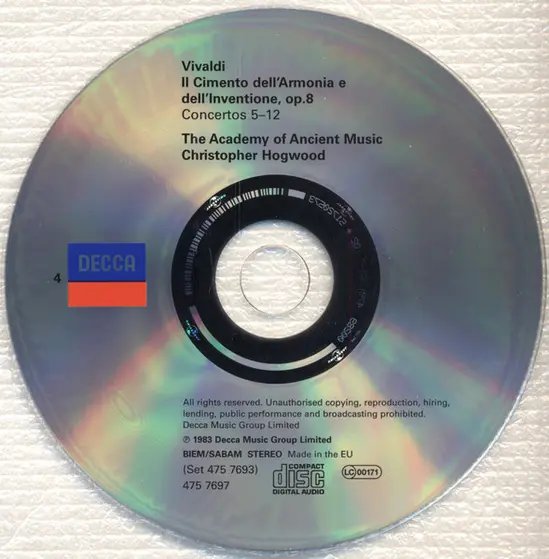 Vivaldi
Il Cimento dell'Armonia e
dell'Inventione, op.8
Concertos 5–12
The Academy of Ancient Music
Christopher Hogwood
4
DECCA
All rights reserved. Unauthorised copying, reproduction, hiring,
lending, public performance and broadcasting prohibited.
Decca Music Group Limited
℗ 1983 Decca Music Group Limited
BIEM/SABAM STEREO Made in the EU
(Set 475 7693)
475 7697
COMPACT
disc
DIGITAL AUDIO
LC 00171